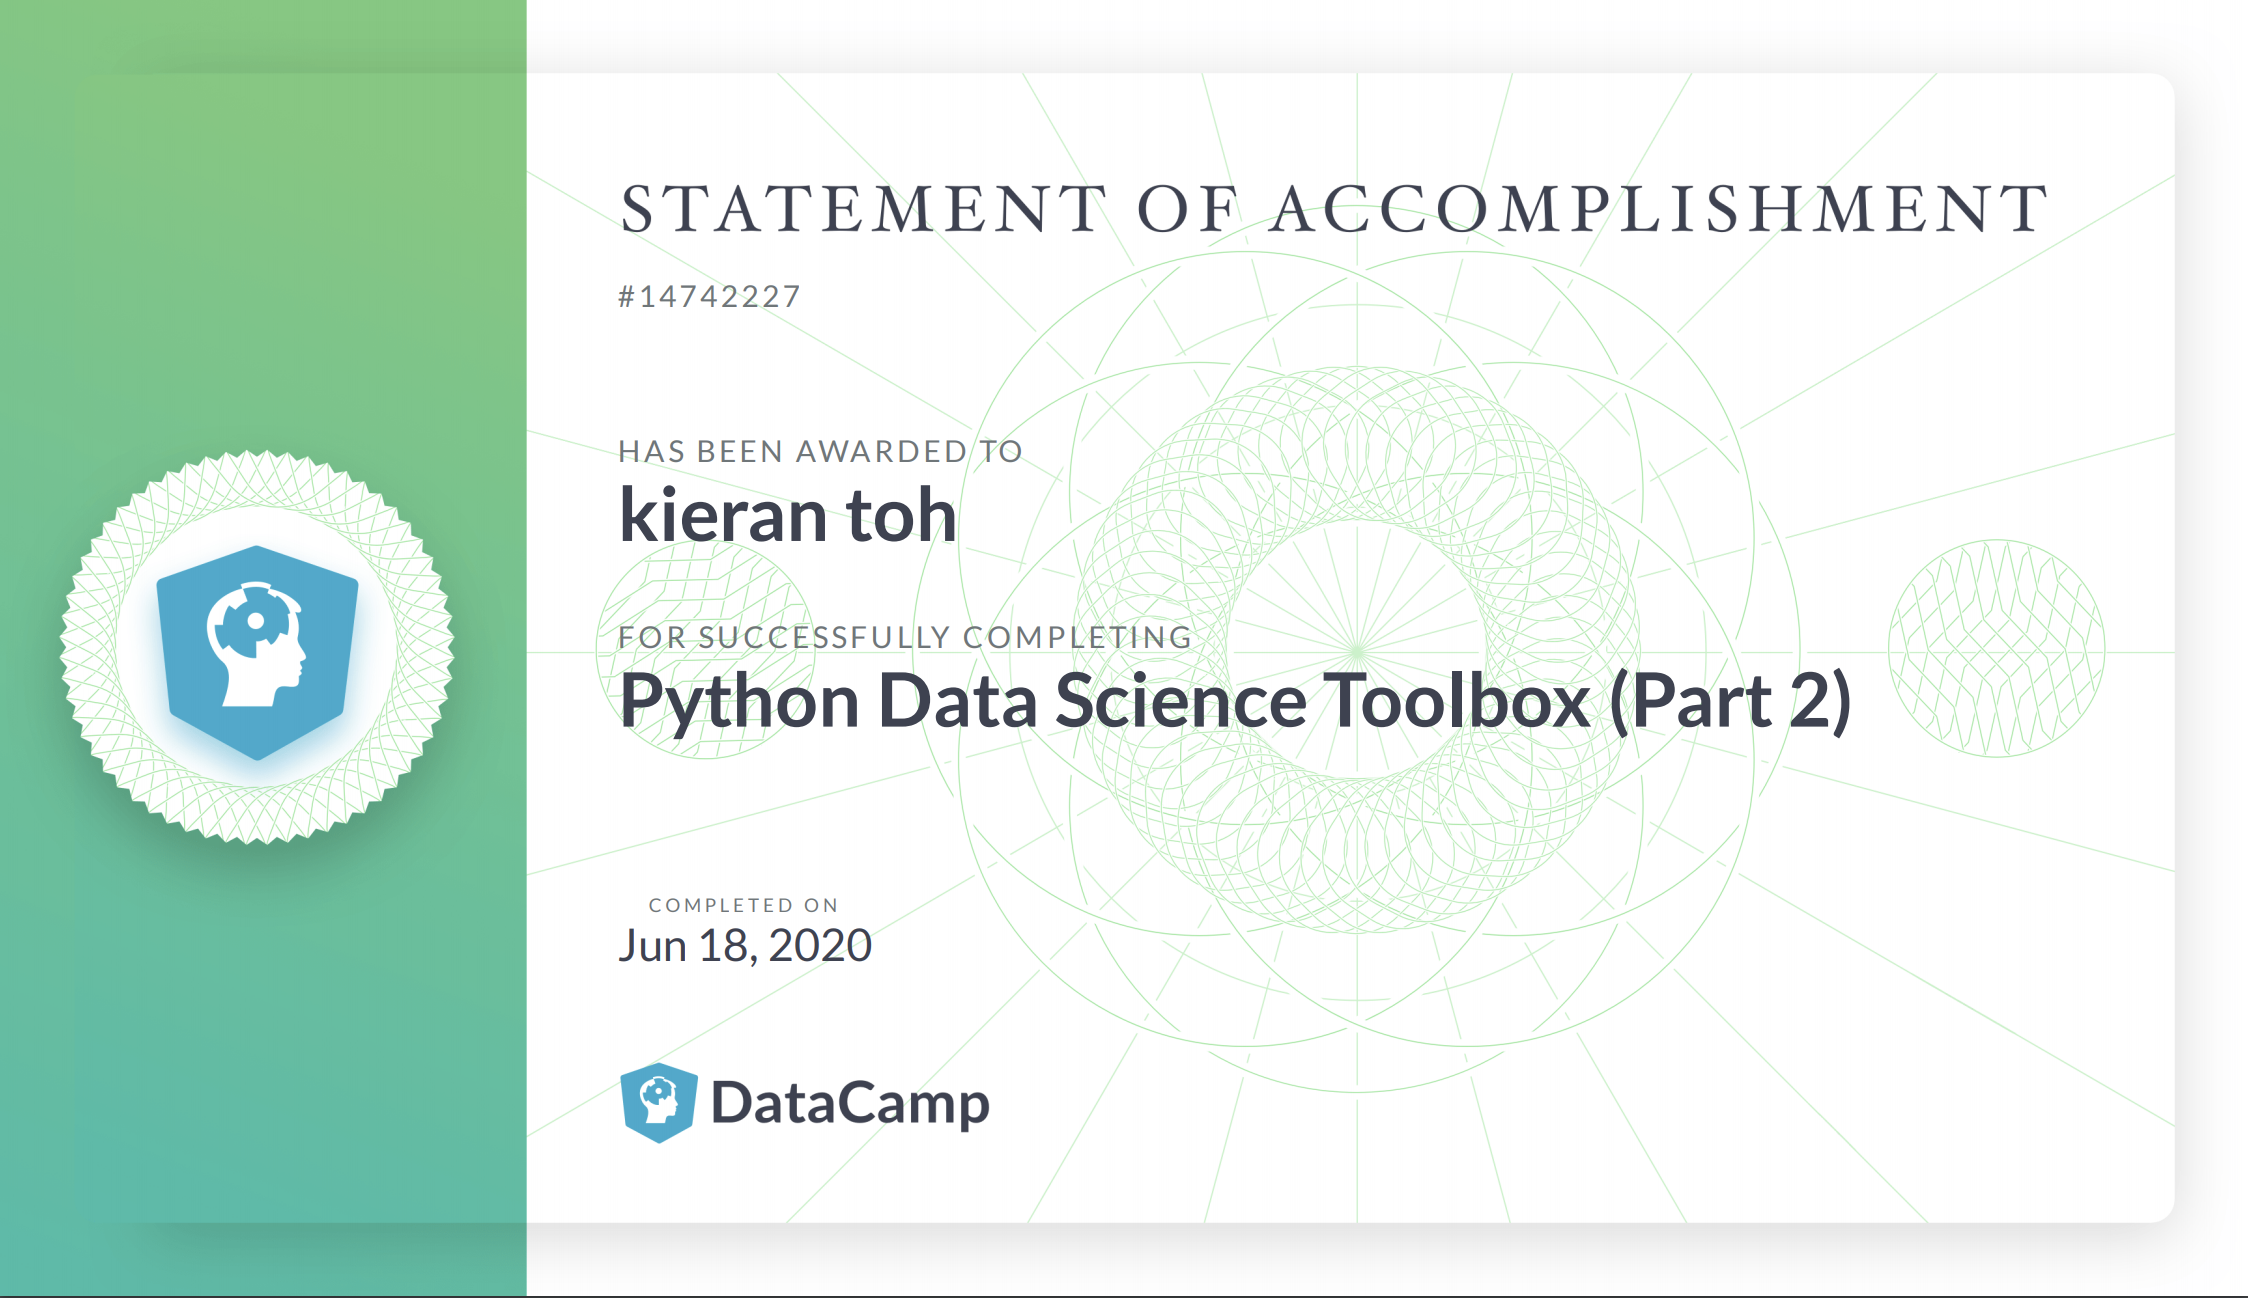 STATEMENT OF ACCOMPLISHMENT
#14742227
HAS BEEN AWARDED TO
kieran toh
FOR SUCCESSFULLY COMPLETING
Python Data Science Toolbox (Part 2)
COMPLETED ON
Jun 18, 2020
DataCamp